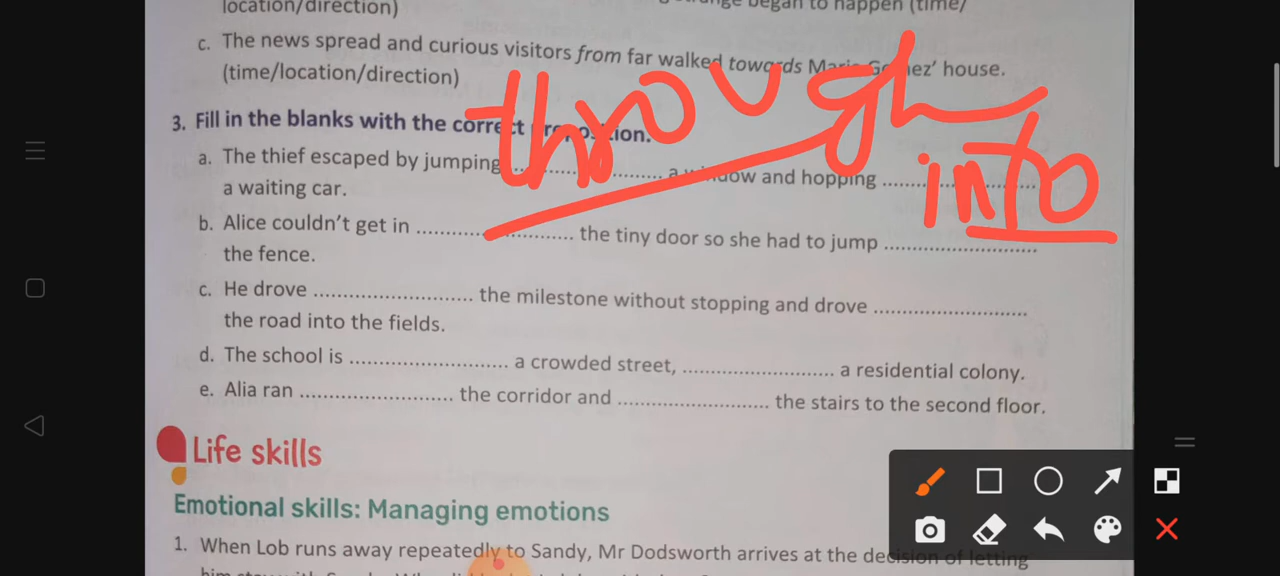 location/direction)
began to happen (time/
c. The news spread and curious visitors from far walked towards Maria Gomez' house.
(time/location/direction)
through
into
3. Fill in the blanks with the correct preposition.
a. The thief escaped by jumping .................... a window and hopping ....................
a waiting car.
b. Alice couldn't get in .................... the tiny door so she had to jump ....................
the fence.
c. He drove .................... the milestone without stopping and drove ....................
the road into the fields.
d. The school is .................... a crowded street, .................... a residential colony.
e. Alia ran .................... the corridor and .................... the stairs to the second floor.
Life skills
Emotional skills: Managing emotions
1. When Lob runs away repeatedly to Sandy, Mr Dodsworth arrives at the decision of letting